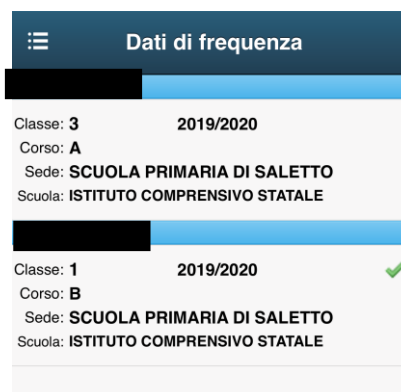 Dati di frequenza
Classe: 3 2019/2020
Corso: A
Sede: SCUOLA PRIMARIA DI SALETTO
Scuola: ISTITUTO COMPRENSIVO STATALE
Classe: 1 2019/2020
Corso: B
Sede: SCUOLA PRIMARIA DI SALETTO
Scuola: ISTITUTO COMPRENSIVO STATALE